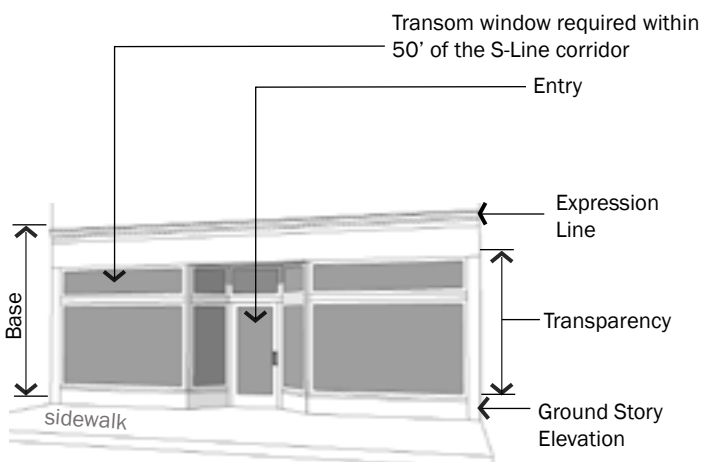 Transom window required within
50’ of the S-Line corridor
Entry
Expression
Line
Base
Transparency
sidewalk
Ground Story
Elevation